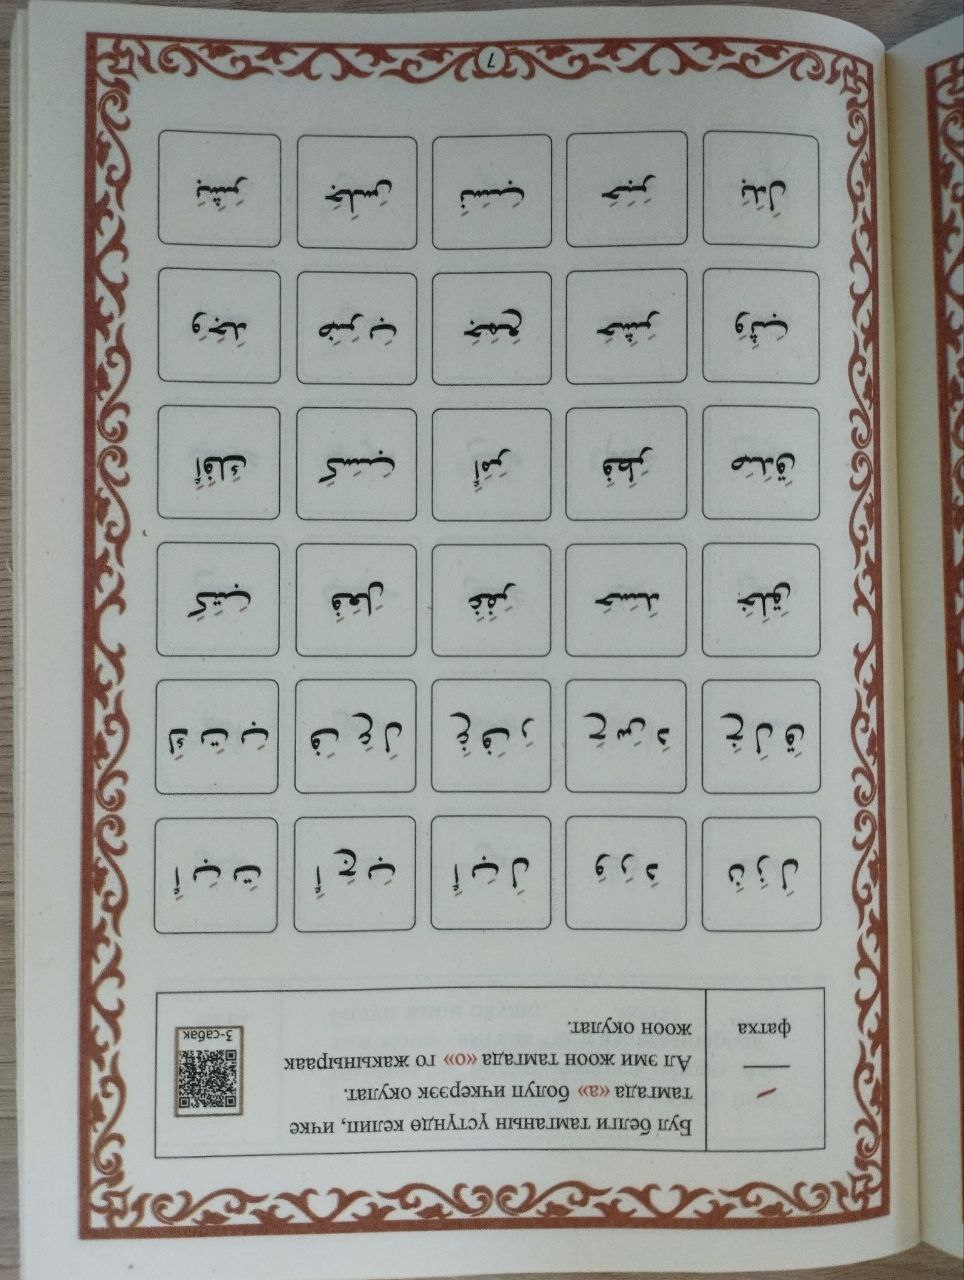 фатха
Бул белги тамганын үстүндө келип, ичке
тамгада «а» болуп ичкерээк окулат.
Ал эми жоон тамгада «о» го жакыныраак
жоон окулат.
3-сабак
أَ بَ تَ أَ جَ بَ أَ بَ لَ وَ رَ دَ نَ زَ لَ
كَ تَ بَ فَ عَ لَ غَ فَ رَ حَ سَ دَ خَ لَ قَ
كَتَبَ فَعَلَ غَفَرَ حَسَدَ خَلَقَ
أَفَكَ كَسَبَ أَمَرَ فَطَرَ صَدَقَ
وَجَدَ ضَرَبَ جَمَعَ حَشَرَ وَثَبَ
جَلَسَ نَسَبَ بَدَلَ
7